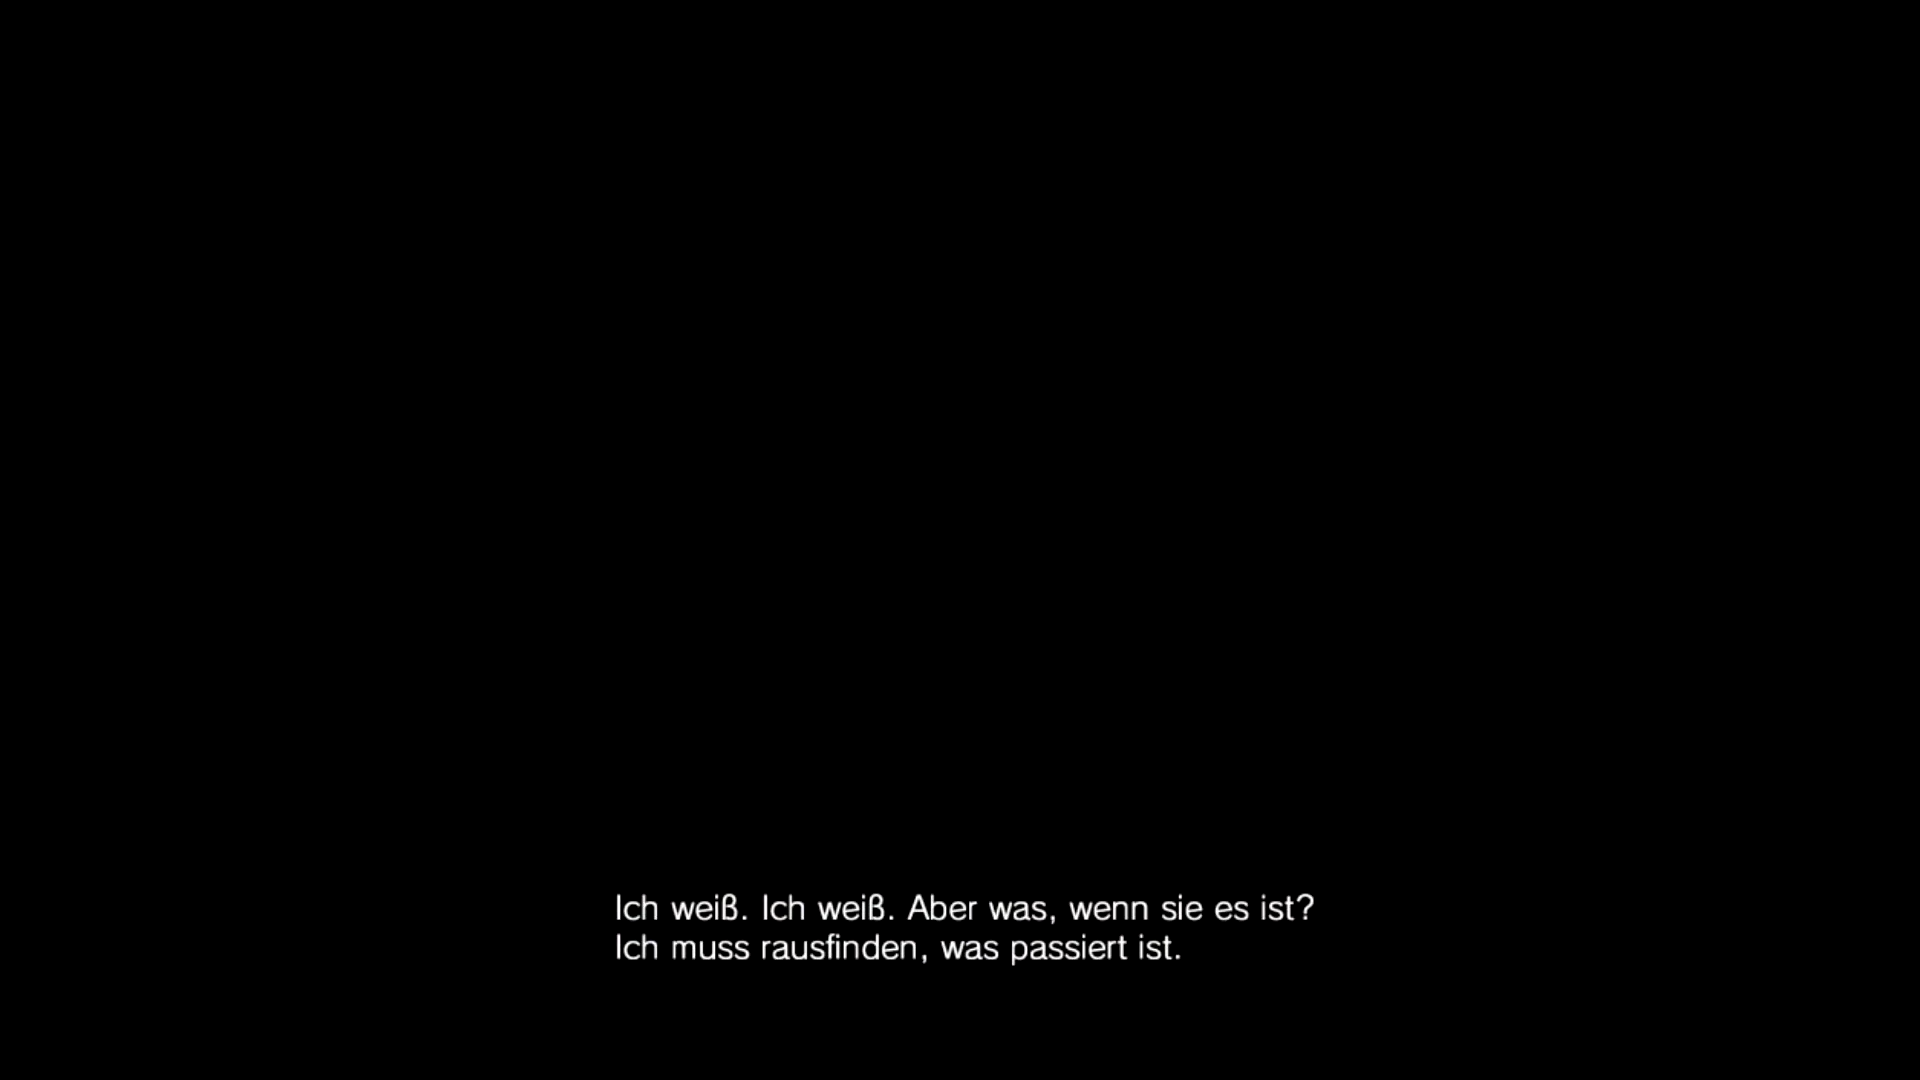 Ich weiß. Ich weiß. Aber was, wenn sie es ist?
Ich muss rausfinden, was passiert ist.